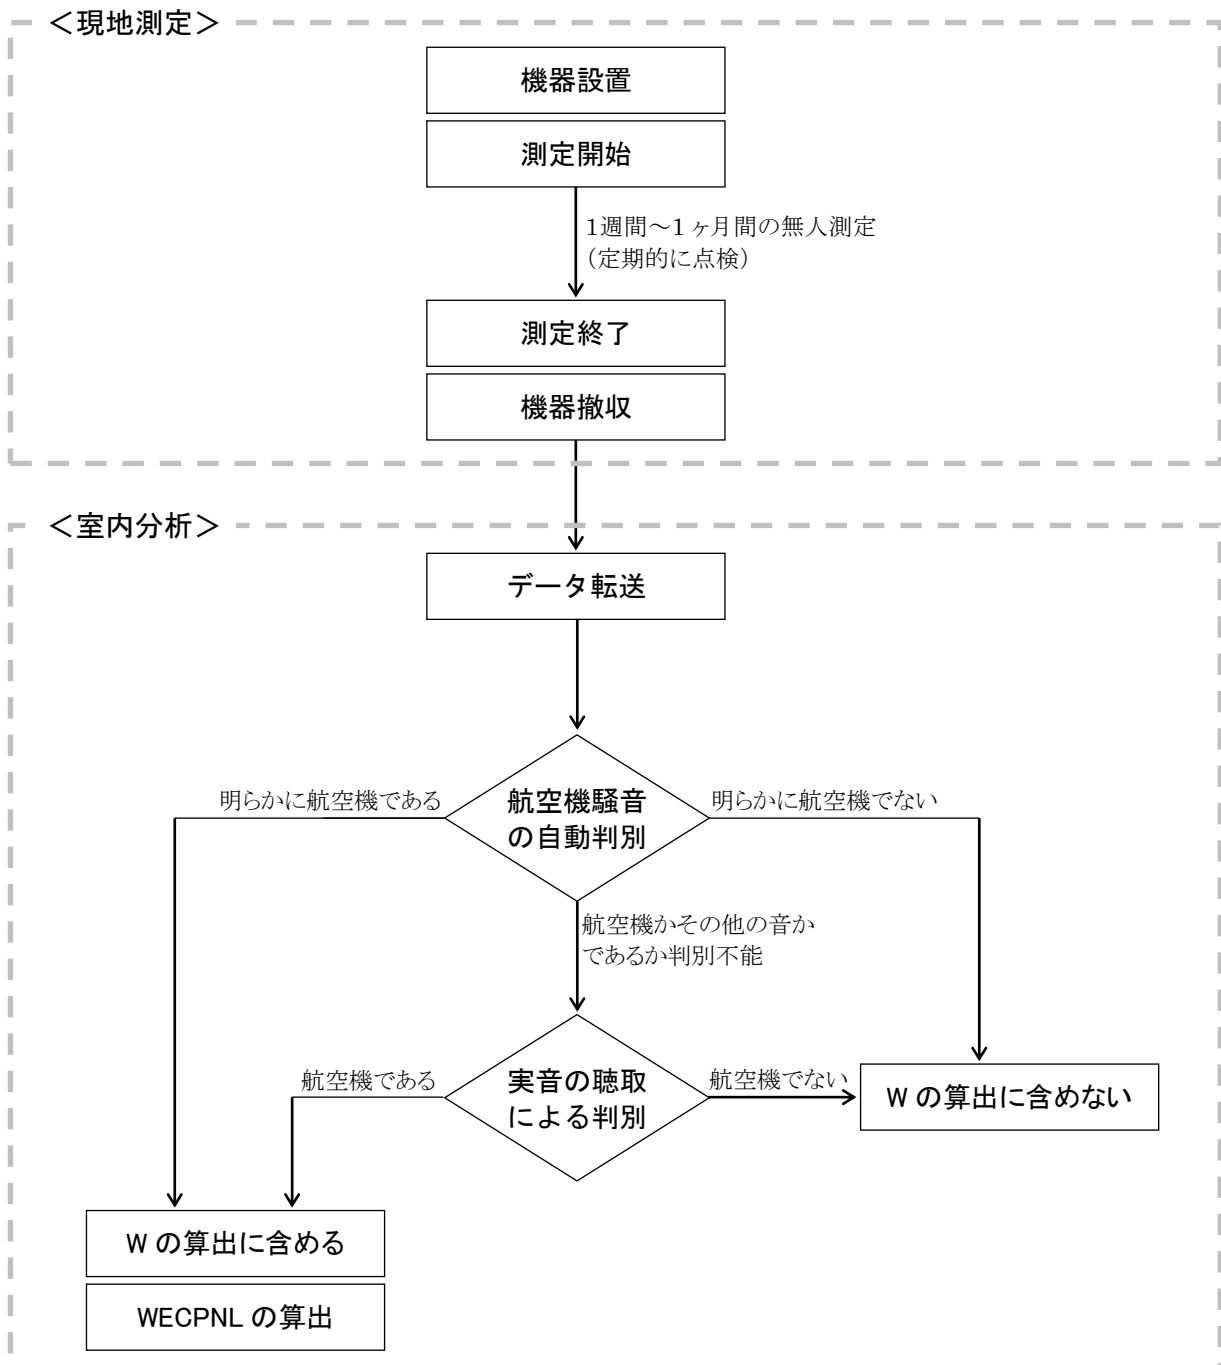 ＜現地測定＞
機器設置
測定開始
1週間～1ヶ月間の無人測定
（定期的に点検）
測定終了
機器撤収
＜室内分析＞
データ転送
航空機騒音
の自動判別
明らかに航空機である
明らかに航空機でない
航空機かその他の音か
であるか判別不能
実音の聴取
による判別
航空機である
航空機でない
W の算出に含めない
W の算出に含める
WECPNL の算出